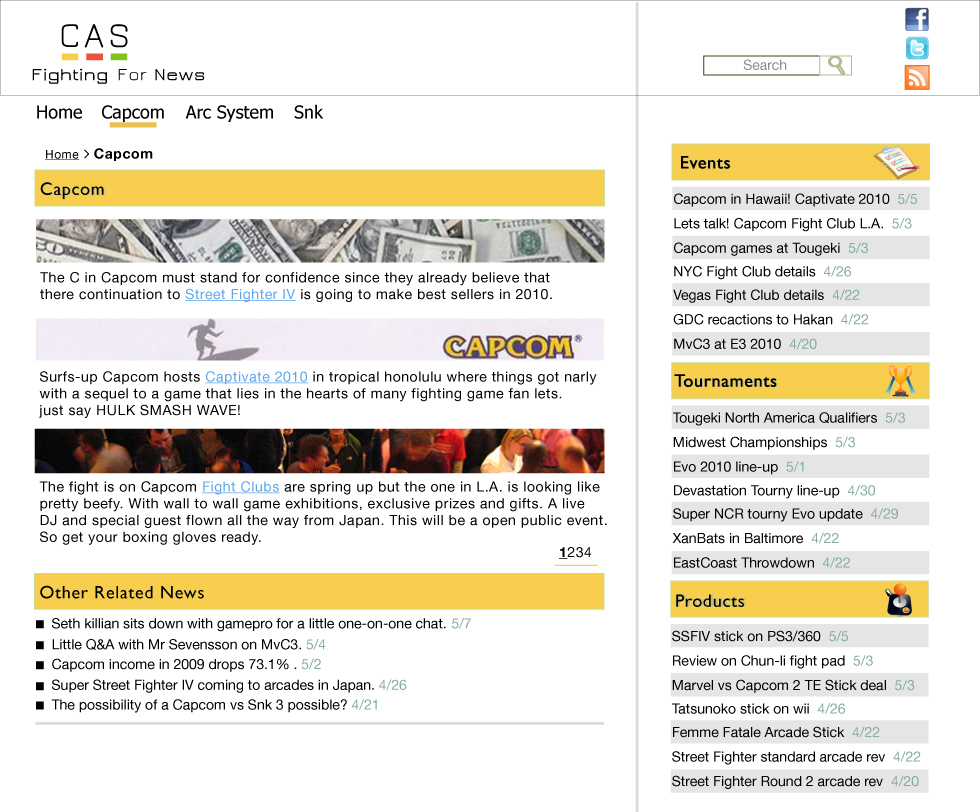 CAS
Fighting For News
Search
f
t
Home Capcom Arc System Snk
Home > Capcom
Capcom
The C in Capcom must stand for confidence since they already believe that
there continuation to Street Fighter IV is going to make best sellers in 2010.
CAPCOM®
Surfs-up Capcom hosts Captivate 2010 in tropical honolulu where things got narly
with a sequel to a game that lies in the hearts of many fighting game fan lets.
just say HULK SMASH WAVE!
The fight is on Capcom Fight Clubs are spring up but the one in L.A. is looking like
pretty beefy. With wall to wall game exhibitions, exclusive prizes and gifts. A live
DJ and special guest flown all the way from Japan. This will be a open public event.
So get your boxing gloves ready.
1234
Other Related News
Seth killian sits down with gamepro for a little one-on-one chat. 5/7
Little Q&A with Mr Sevensson on MvC3. 5/4
Capcom income in 2009 drops 73.1% . 5/2
Super Street Fighter IV coming to arcades in Japan. 4/26
The possibility of a Capcom vs Snk 3 possible? 4/21
Events
Capcom in Hawaii! Captivate 2010 5/5
Lets talk! Capcom Fight Club L.A. 5/3
Capcom games at Tougeki 5/3
NYC Fight Club details 4/26
Vegas Fight Club details 4/22
GDC recactions to Hakan 4/22
MvC3 at E3 2010 4/20
Tournaments
Tougeki North America Qualifiers 5/3
Midwest Championships 5/3
Evo 2010 line-up 5/1
Devastation Tourny line-up 4/30
Super NCR tourny Evo update 4/29
XanBats in Baltimore 4/22
EastCoast Throwdown 4/22
Products
SSFIV stick on PS3/360 5/5
Review on Chun-li fight pad 5/3
Marvel vs Capcom 2 TE Stick deal 5/3
Tatsunoko stick on wii 4/26
Femme Fatale Arcade Stick 4/22
Street Fighter standard arcade rev 4/22
Street Fighter Round 2 arcade rev 4/20